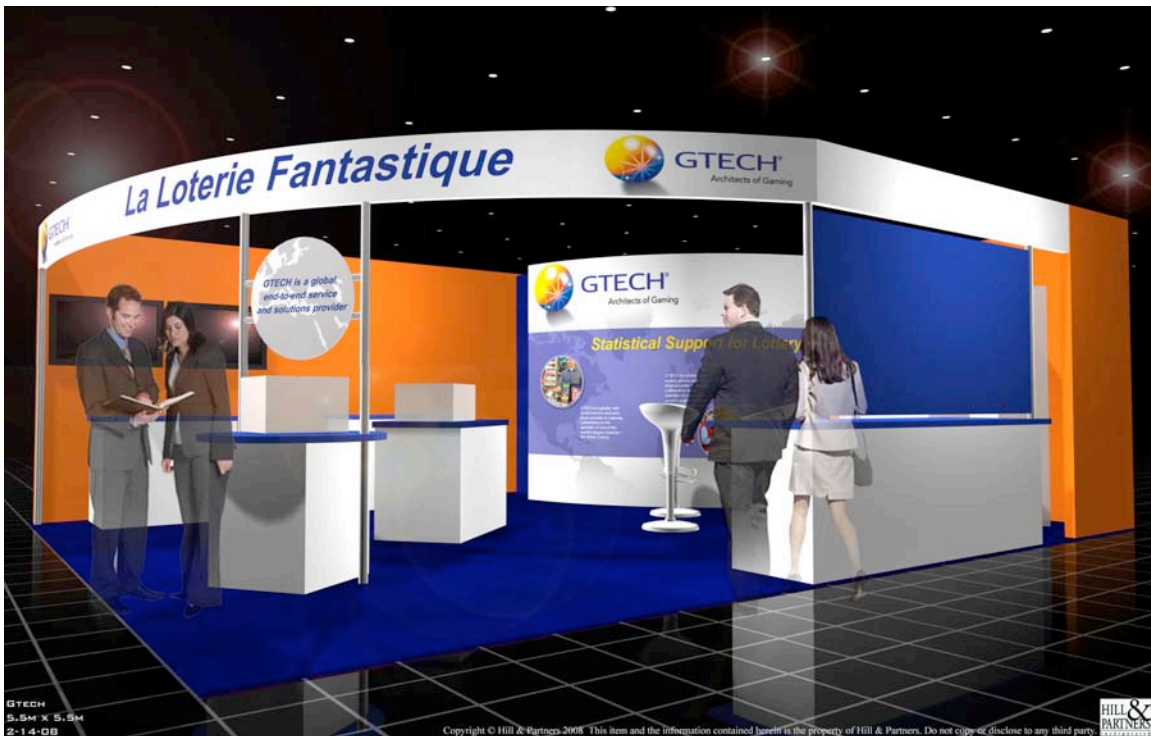 La Loterie Fantastique
GTECH®
Architects of Gaming
GTECH
GTECH is a global
end-to-end service
and solutions provider
GTECH®
Architects of Gaming
Statistical Support for Lottery
GTECH
5.5M X 5.5M
2-14-08
Copyright © Hill & Partners 2008 This item and the information contained herein is the property of Hill & Partners. Do not copy or disclose to any third party.
HILL &
PARTNERS